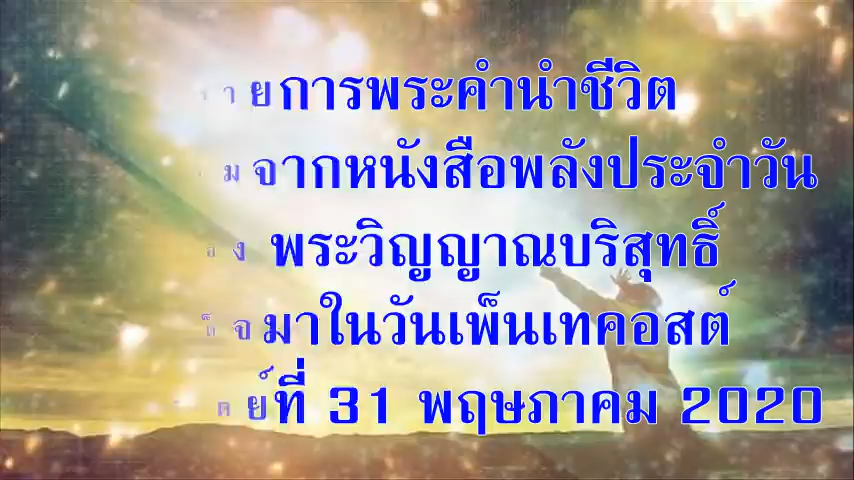 รายการพระคำนำชีวิต
มจากหนังสือพลังประจำวัน
พระวิญญาณบริสุทธิ์
มาในวันเพ็นเทคอสต์
ที่ 31 พฤษภาคม 2020